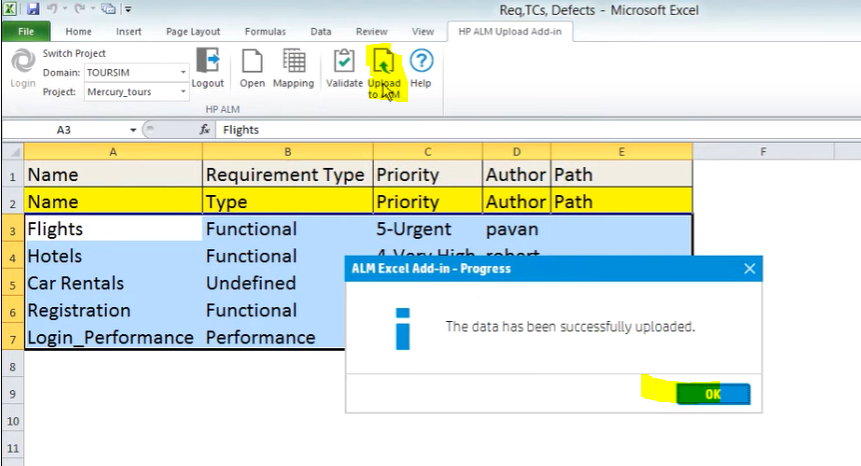 Req,TCs, Defects - Microsoft Excel
File Home Insert Page Layout Formulas Data Review View HP ALM Upload Add-in
Switch Project
Domain: TOURSIM
Project: Mercury_tours
Login Logout Open Mapping Validate Upload to ALM Help
HP ALM
A3 fx Flights
A B C D E F
1 Name Requirement Type Priority Author Path
2 Name Type Priority Author Path
3 Flights Functional 5-Urgent pavan
4 Hotels Functional 4-Very High robert
5 Car Rentals Undefined
6 Registration Functional
7 Login_Performance Performance
8
9
10
11
ALM Excel Add-in - Progress
The data has been successfully uploaded.
OK